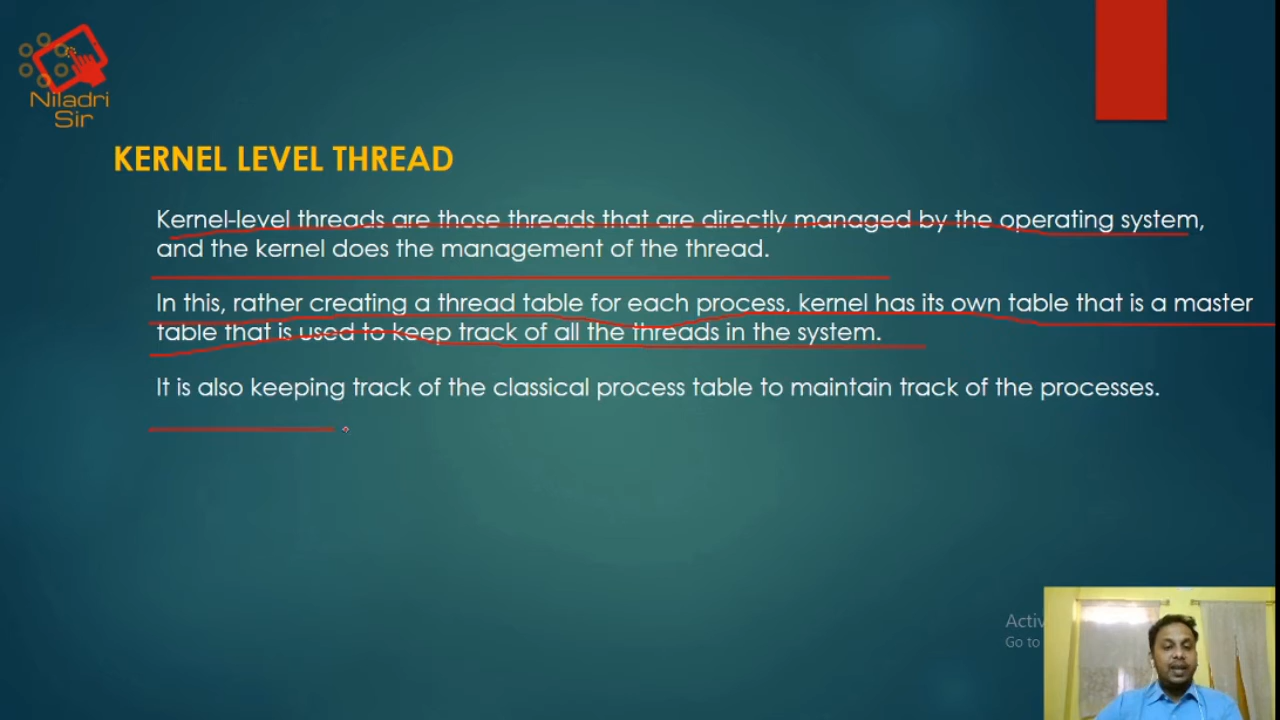 Niladri
Sir
KERNEL LEVEL THREAD
Kernel-level threads are those threads that are directly managed by the operating system,
and the kernel does the management of the thread.
In this, rather creating a thread table for each process, kernel has its own table that is a master
table that is used to keep track of all the threads in the system.
It is also keeping track of the classical process table to maintain track of the processes.
Activ
Go to